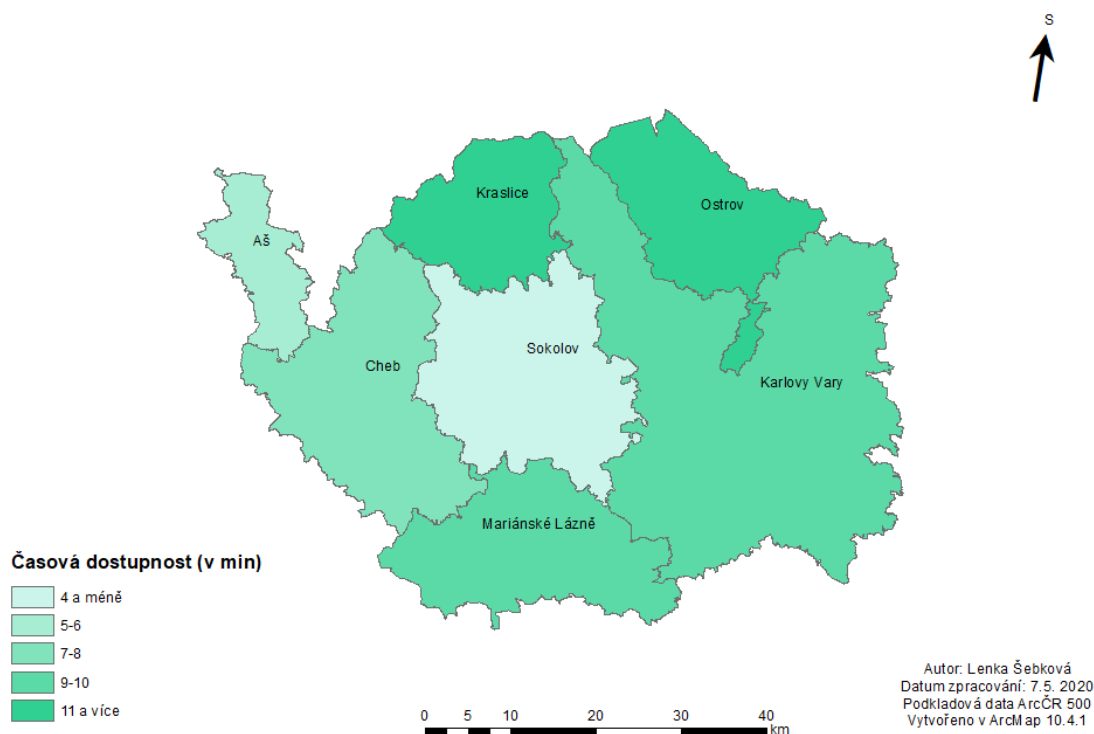 S
Kraslice
Ostrov
Aš
Sokolov
Cheb
Karlovy Vary
Mariánské Lázně
Časová dostupnost (v min)
4 a méně
5-6
7-8
9-10
11 a více
0 5 10 20 30 40
km
Autor: Lenka Šebková
Datum zpracování: 7.5. 2020
Podkladová data ArcČR 500
Vytvořeno v ArcMap 10.4.1